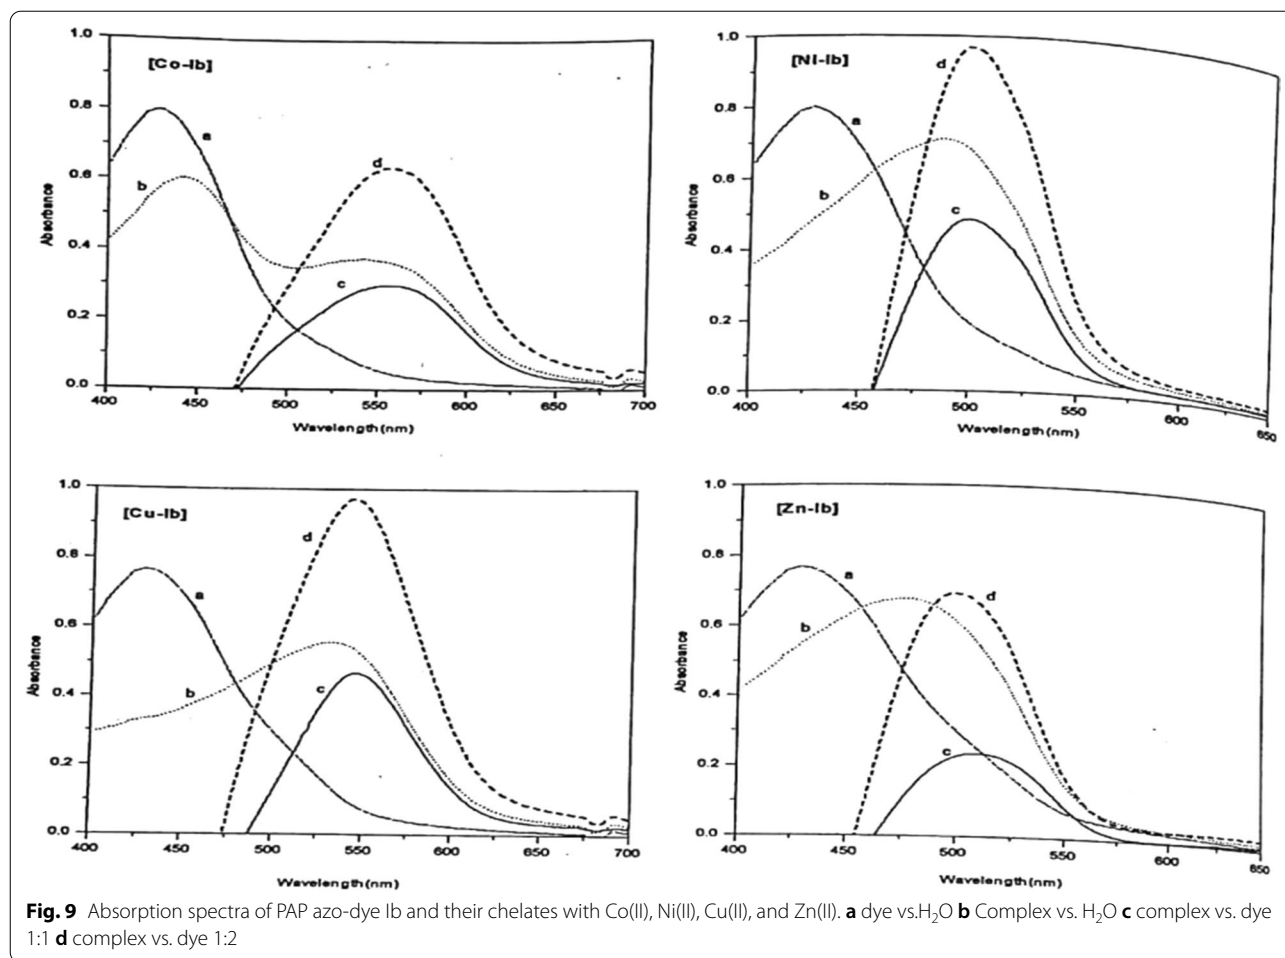 1.0
[Co-Ib]
0.8
a
0.6
b
d
Absorbance
0.4
c
0.2
0.0
400 450 500 550 600 650 700
Wavelength(nm)
1.0
[Ni-Ib]
d
0.8
a
0.6
b
Absorbance
c
0.4
0.2
0.0
400 450 500 550 600 650
Wavelength(nm)
1.0
[Cu-Ib]
d
0.8
a
0.6
b
Absorbance
c
0.4
0.2
0.0
400 450 500 550 600 650 700
Wavelength(nm)
1.0
[Zn-Ib]
0.8
a
d
b
0.6
Absorbance
0.4
c
0.2
0.0
400 450 500 550 600 650
Wavelength(nm)
Fig. 9 Absorption spectra of PAP azo-dye Ib and their chelates with Co(II), Ni(II), Cu(II), and Zn(II). a dye vs.H₂O b Complex vs. H₂O c complex vs. dye
1:1 d complex vs. dye 1:2